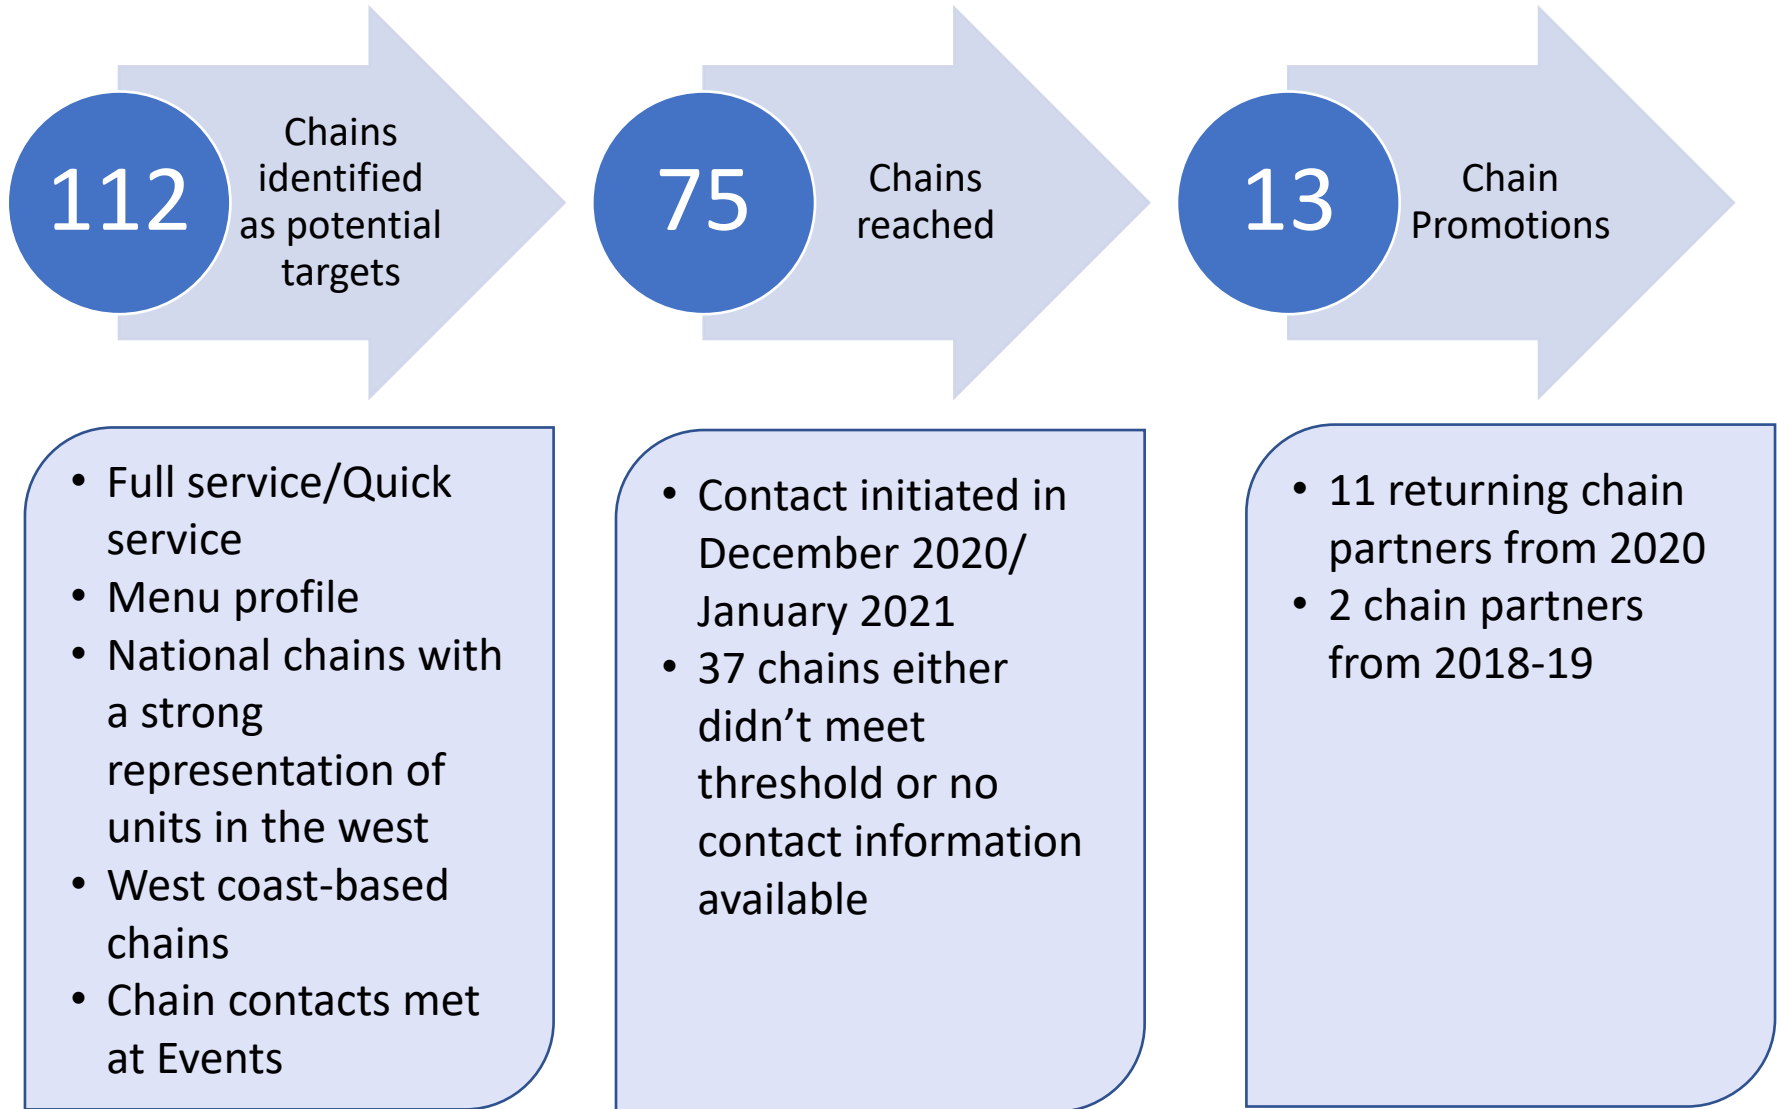 112
Chains
identified
as potential
targets
75
Chains
reached
13
Chain
Promotions
• Full service/Quick
service
• Menu profile
• National chains with
a strong
representation of
units in the west
• West coast-based
chains
• Chain contacts met
at Events
• Contact initiated in
December 2020/
January 2021
• 37 chains either
didn’t meet
threshold or no
contact information
available
• 11 returning chain
partners from 2020
• 2 chain partners
from 2018-19